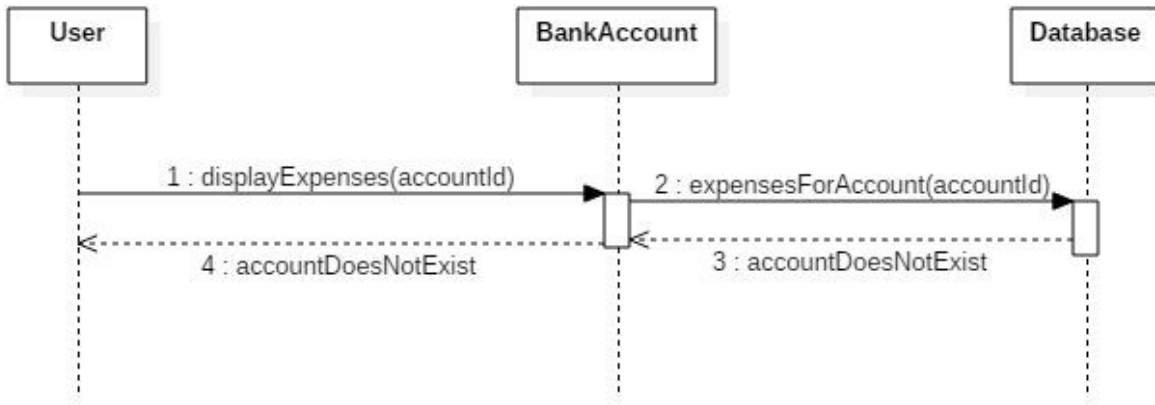 User
BankAccount
Database
1 : displayExpenses(accountId)
2 : expensesForAccount(accountId)
3 : accountDoesNotExist
4 : accountDoesNotExist